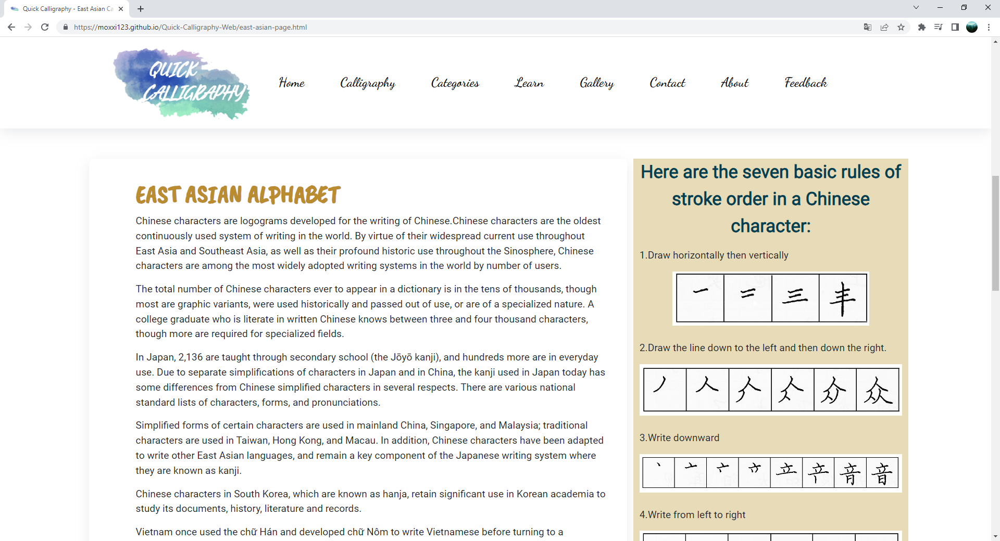 Quick Calligraphy - East Asian Ca
https://moxxi123.github.io/Quick-Calligraphy-Web/east-asian-page.html
QUICK
CALLIGRAPHY
Home
Calligraphy
Categories
Learn
Gallery
Contact
About
Feedback
EAST ASIAN ALPHABET
Chinese characters are logograms developed for the writing of Chinese.Chinese characters are the oldest
continuously used system of writing in the world. By virtue of their widespread current use throughout
East Asia and Southeast Asia, as well as their profound historic use throughout the Sinosphere, Chinese
characters are among the most widely adopted writing systems in the world by number of users.
The total number of Chinese characters ever to appear in a dictionary is in the tens of thousands, though
most are graphic variants, were used historically and passed out of use, or are of a specialized nature. A
college graduate who is literate in written Chinese knows between three and four thousand characters,
though more are required for specialized fields.
In Japan, 2,136 are taught through secondary school (the Jōyō kanji), and hundreds more are in everyday
use. Due to separate simplifications of characters in Japan and in China, the kanji used in Japan today has
some differences from Chinese simplified characters in several respects. There are various national
standard lists of characters, forms, and pronunciations.
Simplified forms of certain characters are used in mainland China, Singapore, and Malaysia; traditional
characters are used in Taiwan, Hong Kong, and Macau. In addition, Chinese characters have been adapted
to write other East Asian languages, and remain a key component of the Japanese writing system where
they are known as kanji.
Chinese characters in South Korea, which are known as hanja, retain significant use in Korean academia to
study its documents, history, literature and records.
Vietnam once used the chữ Hán and developed chữ Nôm to write Vietnamese before turning to a
Here are the seven basic rules of
stroke order in a Chinese
character:
1.Draw horizontally then vertically
一 二 三 丰
2.Draw the line down to the left and then down the right.
丿 人 众
3.Write downward
丶 亠 立 音
4.Write from left to right